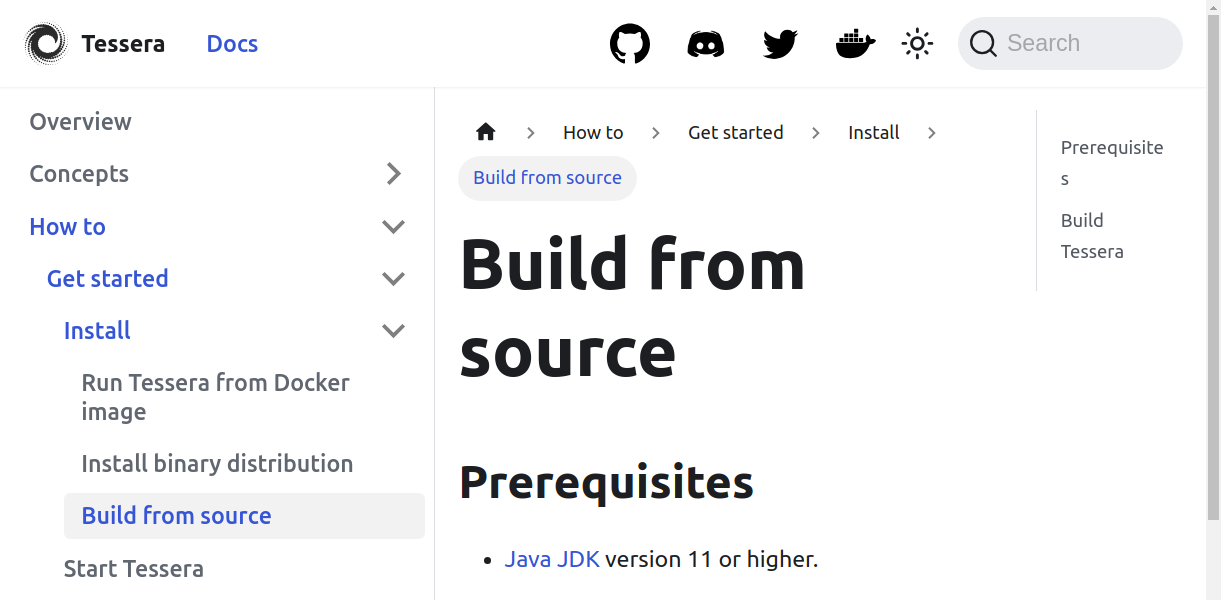 Tessera
Docs
Search
Overview
Concepts
How to
Get started
Install
Run Tessera from Docker
image
Install binary distribution
Build from source
Start Tessera
How to
Get started
Install
Build from source
Build from
source
Prerequisites
Java JDK version 11 or higher.
Prerequisite
s
Build
Tessera